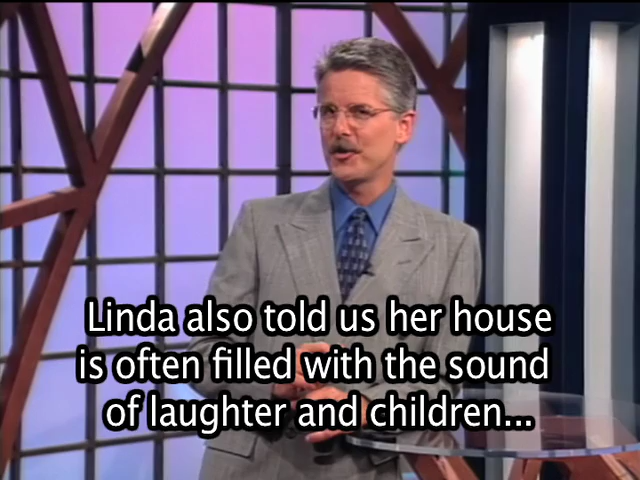 Linda also told us her house
is often filled with the sound
of laughter and children...